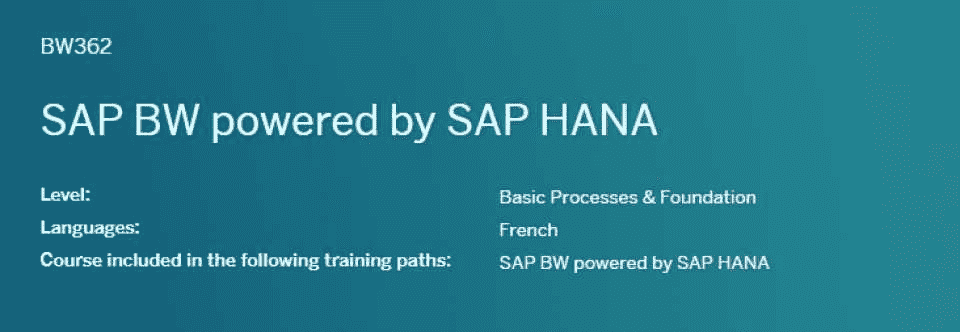 BW362
SAP BW powered by SAP HANA
Level: Basic Processes & Foundation
Languages: French
Course included in the following training paths: SAP BW powered by SAP HANA